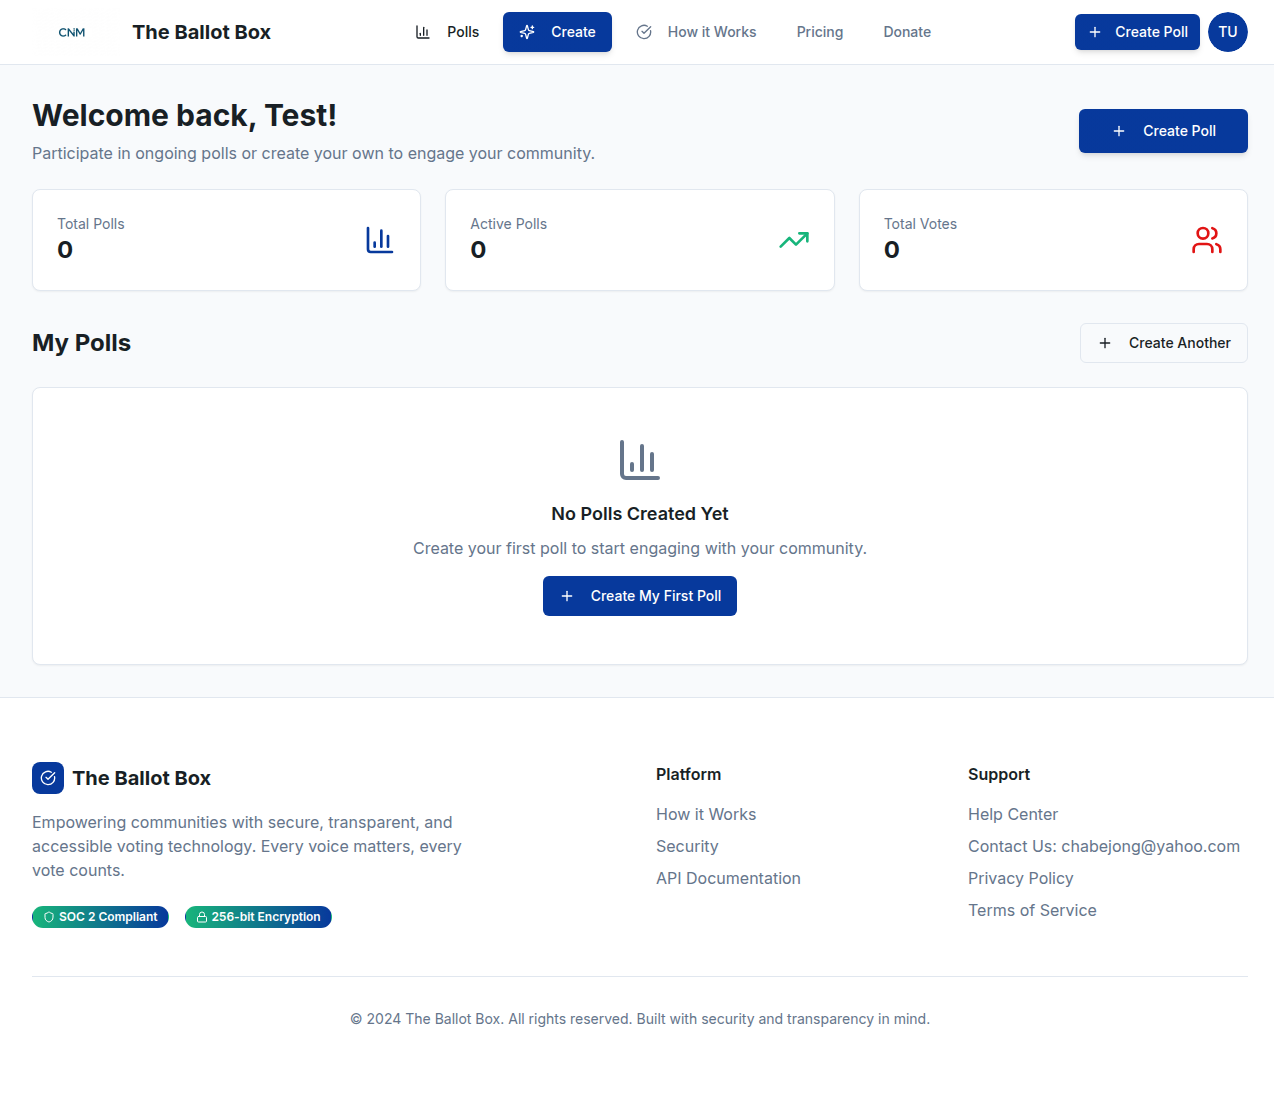 CNM
The Ballot Box
Polls
Create
How it Works
Pricing
Donate
Create Poll
TU
Welcome back, Test!
Participate in ongoing polls or create your own to engage your community.
Create Poll
Total Polls
0
Active Polls
0
Total Votes
0
My Polls
Create Another
No Polls Created Yet
Create your first poll to start engaging with your community.
Create My First Poll
The Ballot Box
Empowering communities with secure, transparent, and
accessible voting technology. Every voice matters, every
vote counts.
SOC 2 Compliant
256-bit Encryption
Platform
How it Works
Security
API Documentation
Support
Help Center
Contact Us: chabejong@yahoo.com
Privacy Policy
Terms of Service
© 2024 The Ballot Box. All rights reserved. Built with security and transparency in mind.